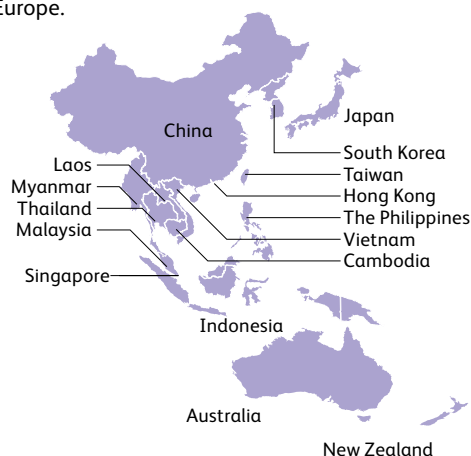 Europe.
China
Japan
South Korea
Taiwan
Hong Kong
The Philippines
Vietnam
Cambodia
Laos
Myanmar
Thailand
Malaysia
Singapore
Indonesia
Australia
New Zealand